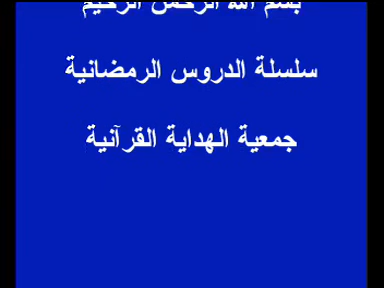 بسم الله الرحمن الرحيم
سلسلة الدروس الرمضانية
جمعية الهداية القرآنية